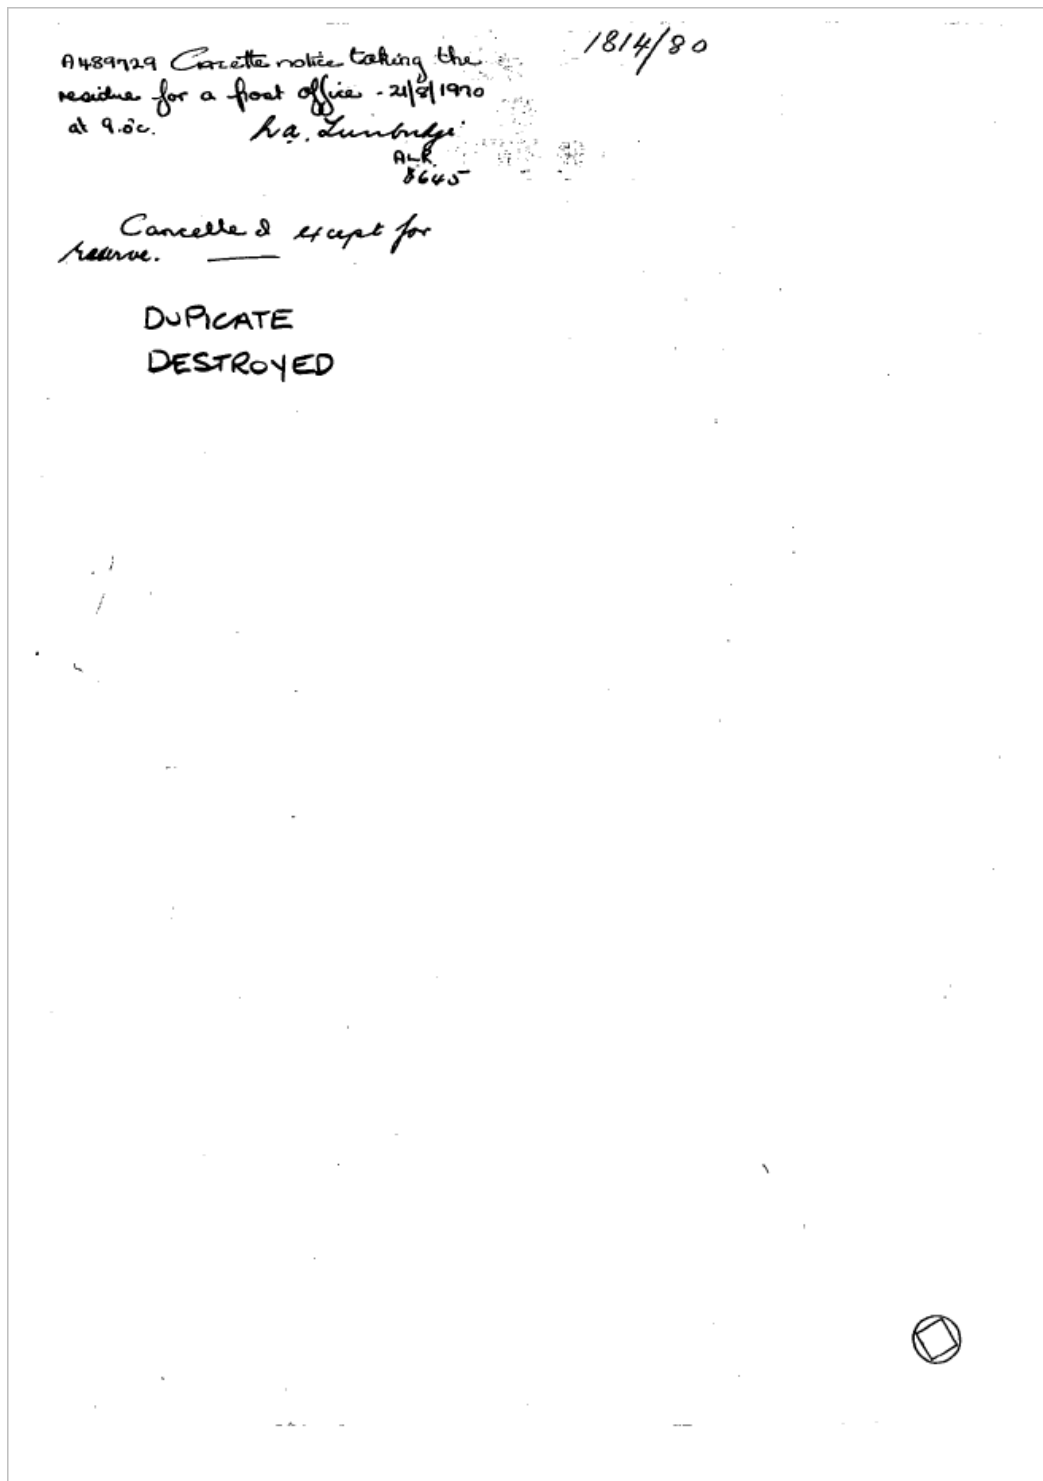 1814/80
A489729 Gazette notice taking the
residue for a post office - 21/8/1970
at 9.oc.
ALR.
8645
Cancelled except for
reserve.
DUPICATE
DESTROYED